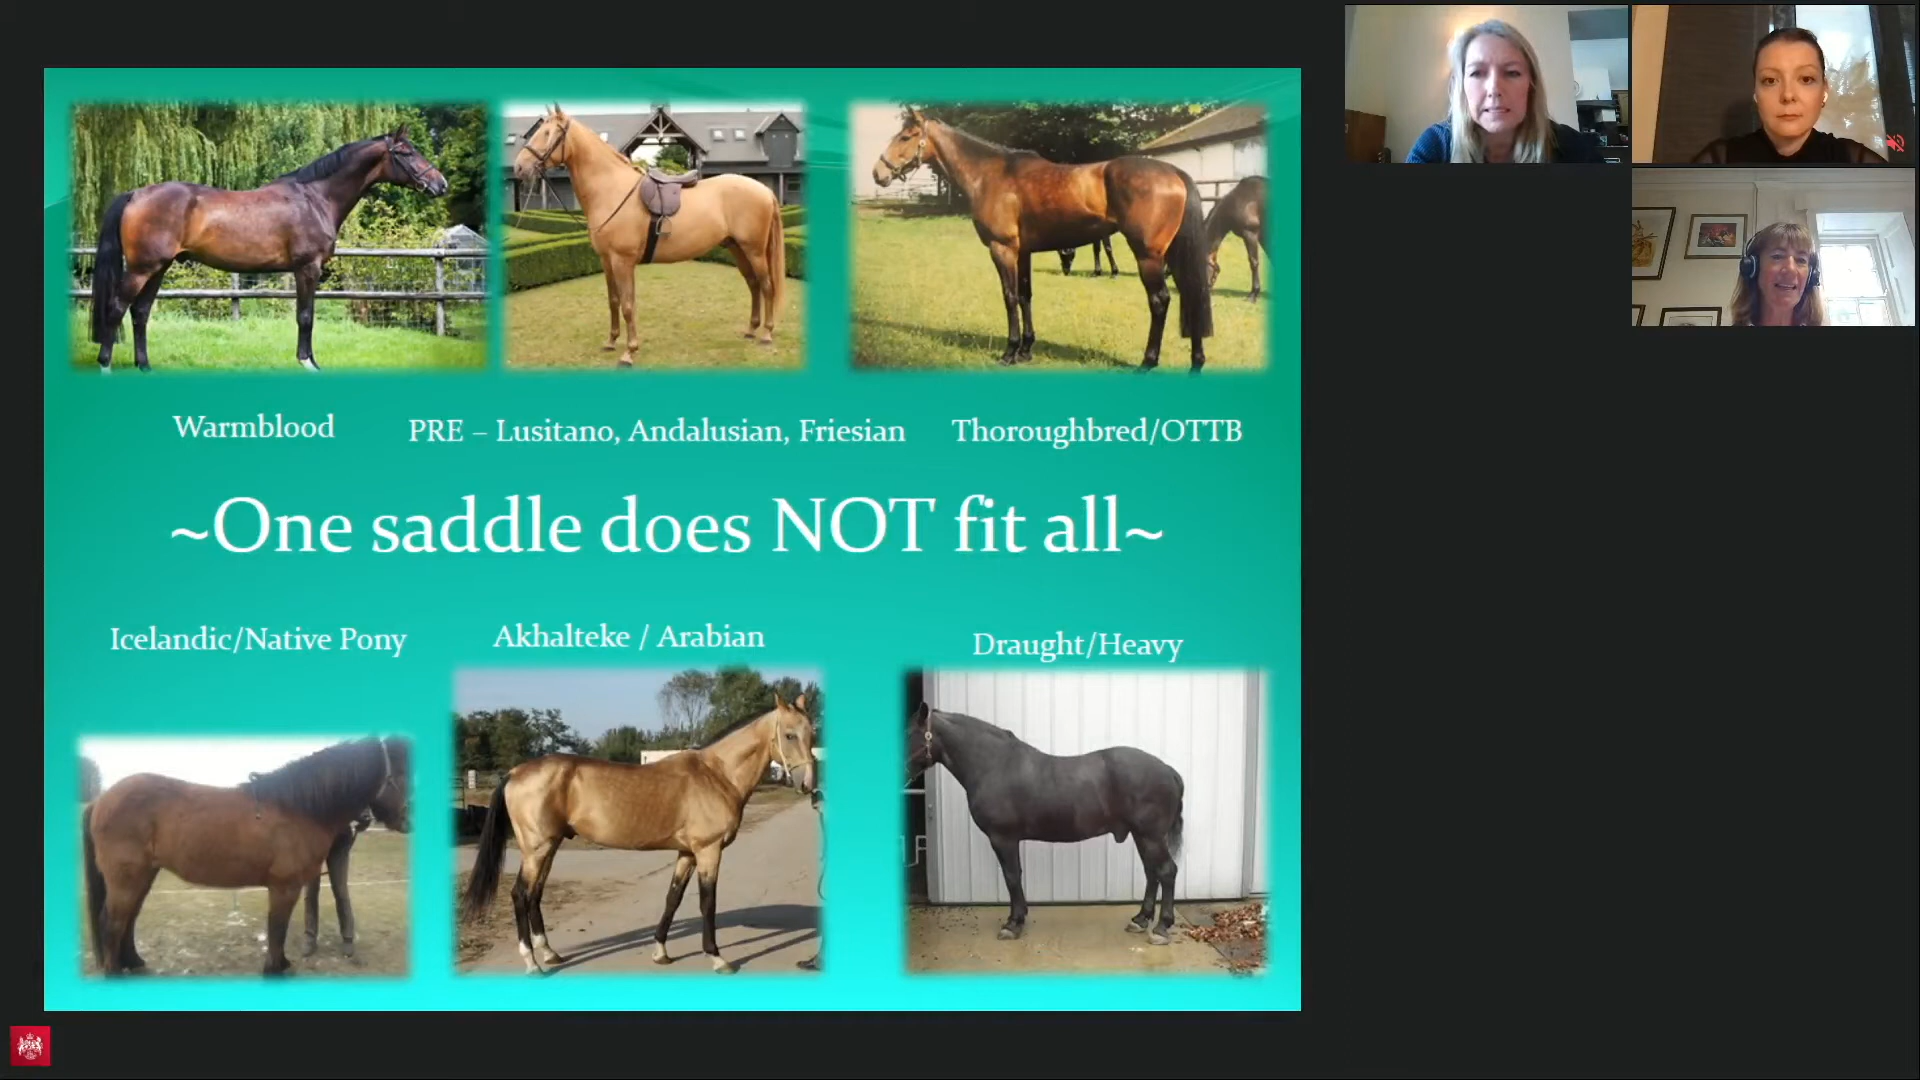 Warmblood
PRE – Lusitano, Andalusian, Friesian
Thoroughbred/OTTB
~One saddle does NOT fit all~
Icelandic/Native Pony
Akhalteke / Arabian
Draught/Heavy